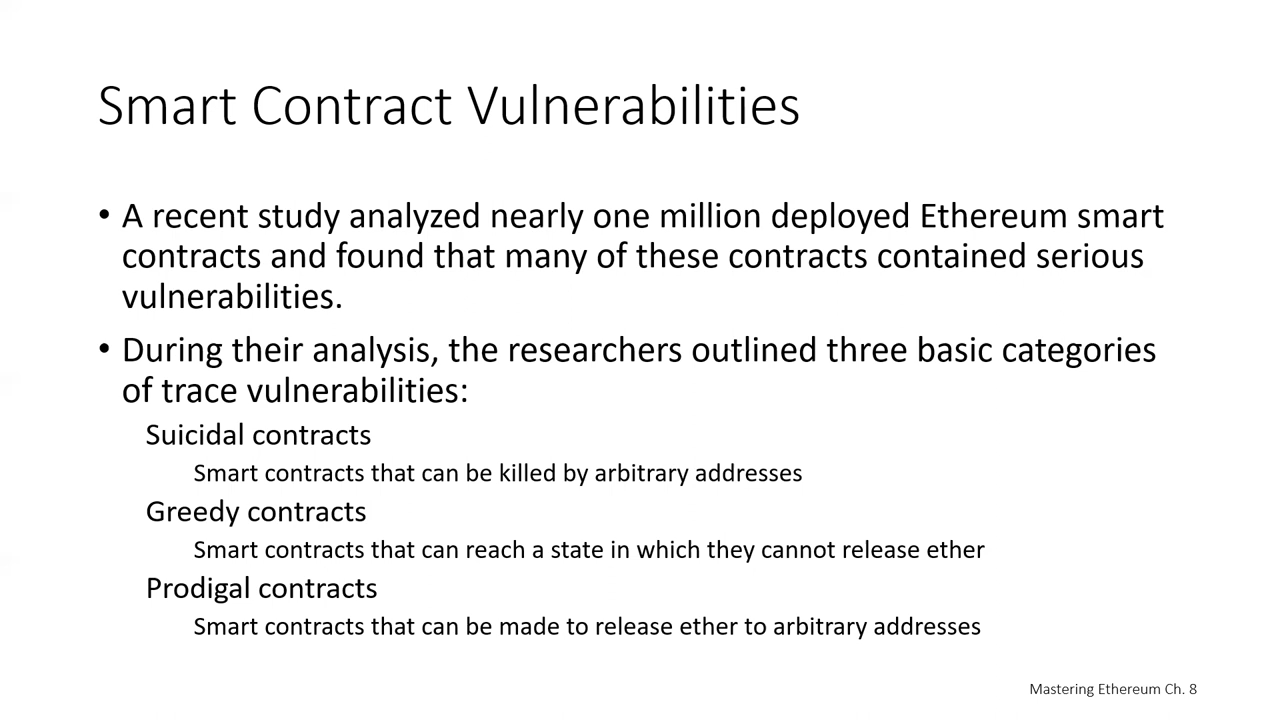 Smart Contract Vulnerabilities
• A recent study analyzed nearly one million deployed Ethereum smart
contracts and found that many of these contracts contained serious
vulnerabilities.
• During their analysis, the researchers outlined three basic categories
of trace vulnerabilities:
Suicidal contracts
Smart contracts that can be killed by arbitrary addresses
Greedy contracts
Smart contracts that can reach a state in which they cannot release ether
Prodigal contracts
Smart contracts that can be made to release ether to arbitrary addresses
Mastering Ethereum Ch. 8